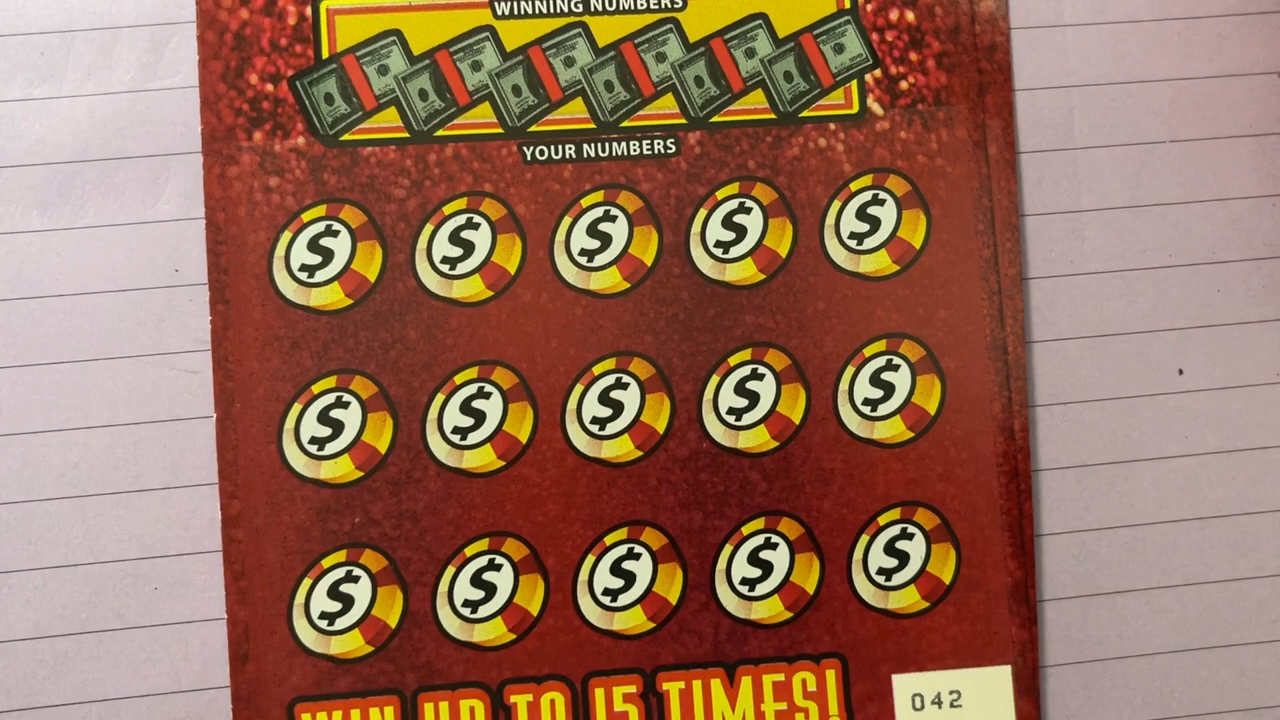 WINNING NUMBERS
YOUR NUMBERS
$ $ $ $ $
$ $ $ $ $
$ $ $ $ $
WIN UP TO 15 TIMES!
042